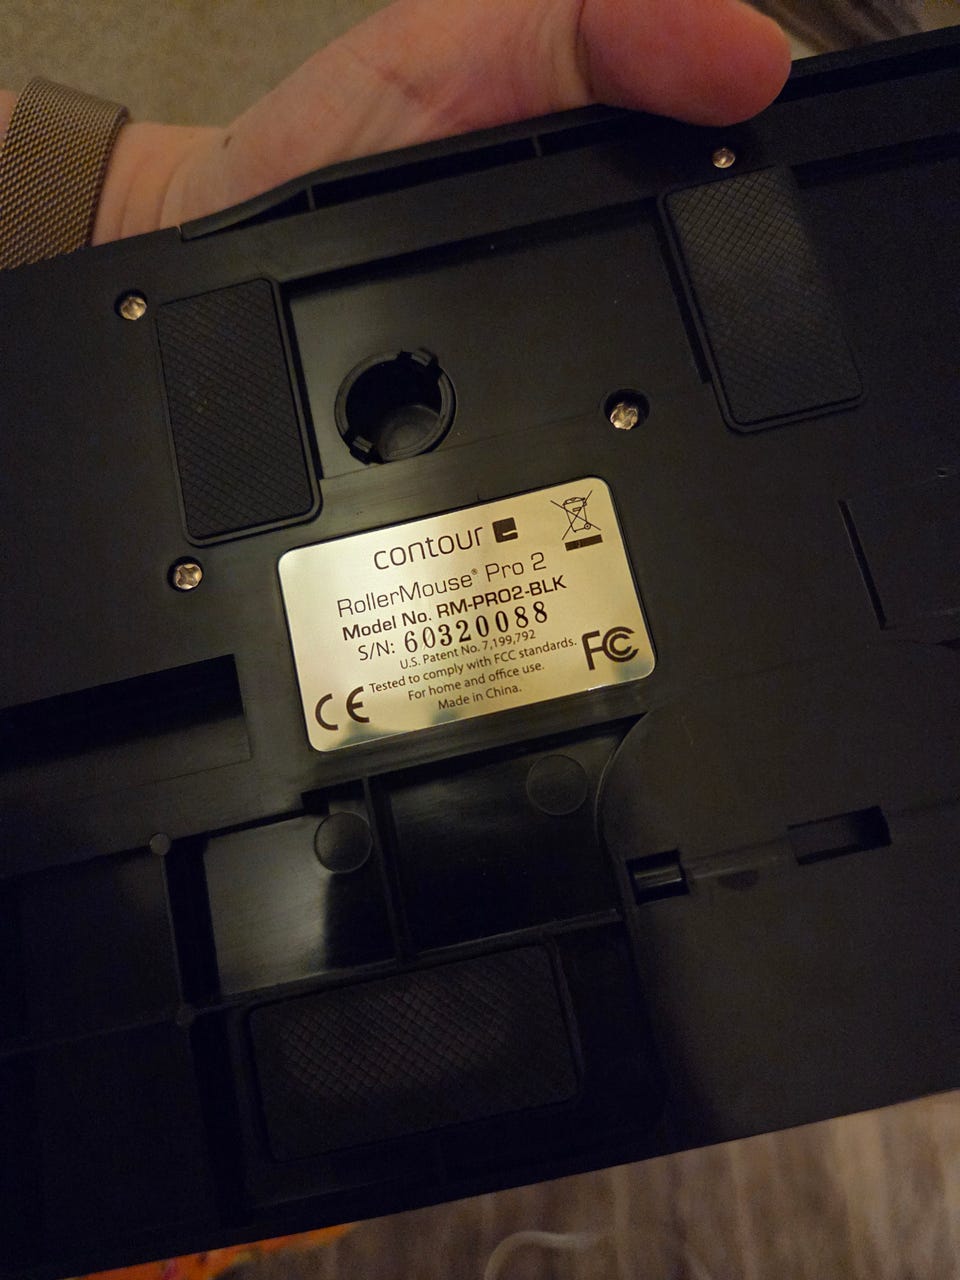 contour
RollerMouse® Pro 2
Model No. RM-PRO2-BLK
S/N: 60320088
U.S. Patent No. 7,199,792
Tested to comply with FCC standards.
For home and office use.
Made in China.
CE
FC